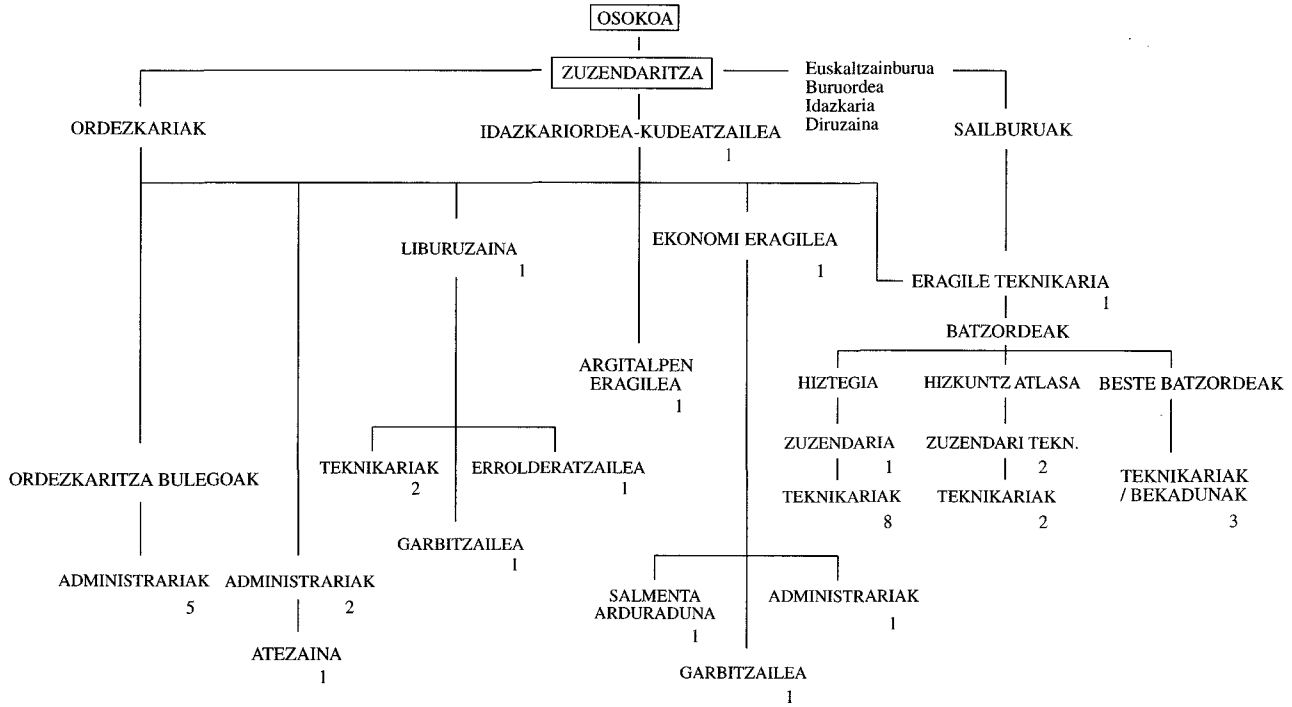 OSOKOA
ZUZENDARITZA
Euskaltzainburua
Buruordea
Idazkaria
Diruzaina
ORDEZKARIAK
IDAZKARIORDEA-KUDEATZAILEA
1
SAILBURUAK
LIBURUZAINA
1
EKONOMI ERAGILEA
1
ERAGILE TEKNIKARIA
1
BATZORDEAK
ARGITALPEN
ERAGILEA
1
HIZTEGIA
HIZKUNTZ ATLASA
BESTE BATZORDEAK
ZUZENDARIA
1
ZUZENDARI TEKN.
2
TEKNIKARIAK
8
TEKNIKARIAK
2
TEKNIKARIAK
/ BEKADUNAK
3
ORDEZKARITZA BULEGOAK
TEKNIKARIAK
2
ERROLDERATZAILEA
1
GARBITZAILEA
1
ADMINISTRARIAK
5
ADMINISTRARIAK
2
ATEZAINA
1
SALMENTA
ARDURADUNA
1
ADMINISTRARIAK
1
GARBITZAILEA
1